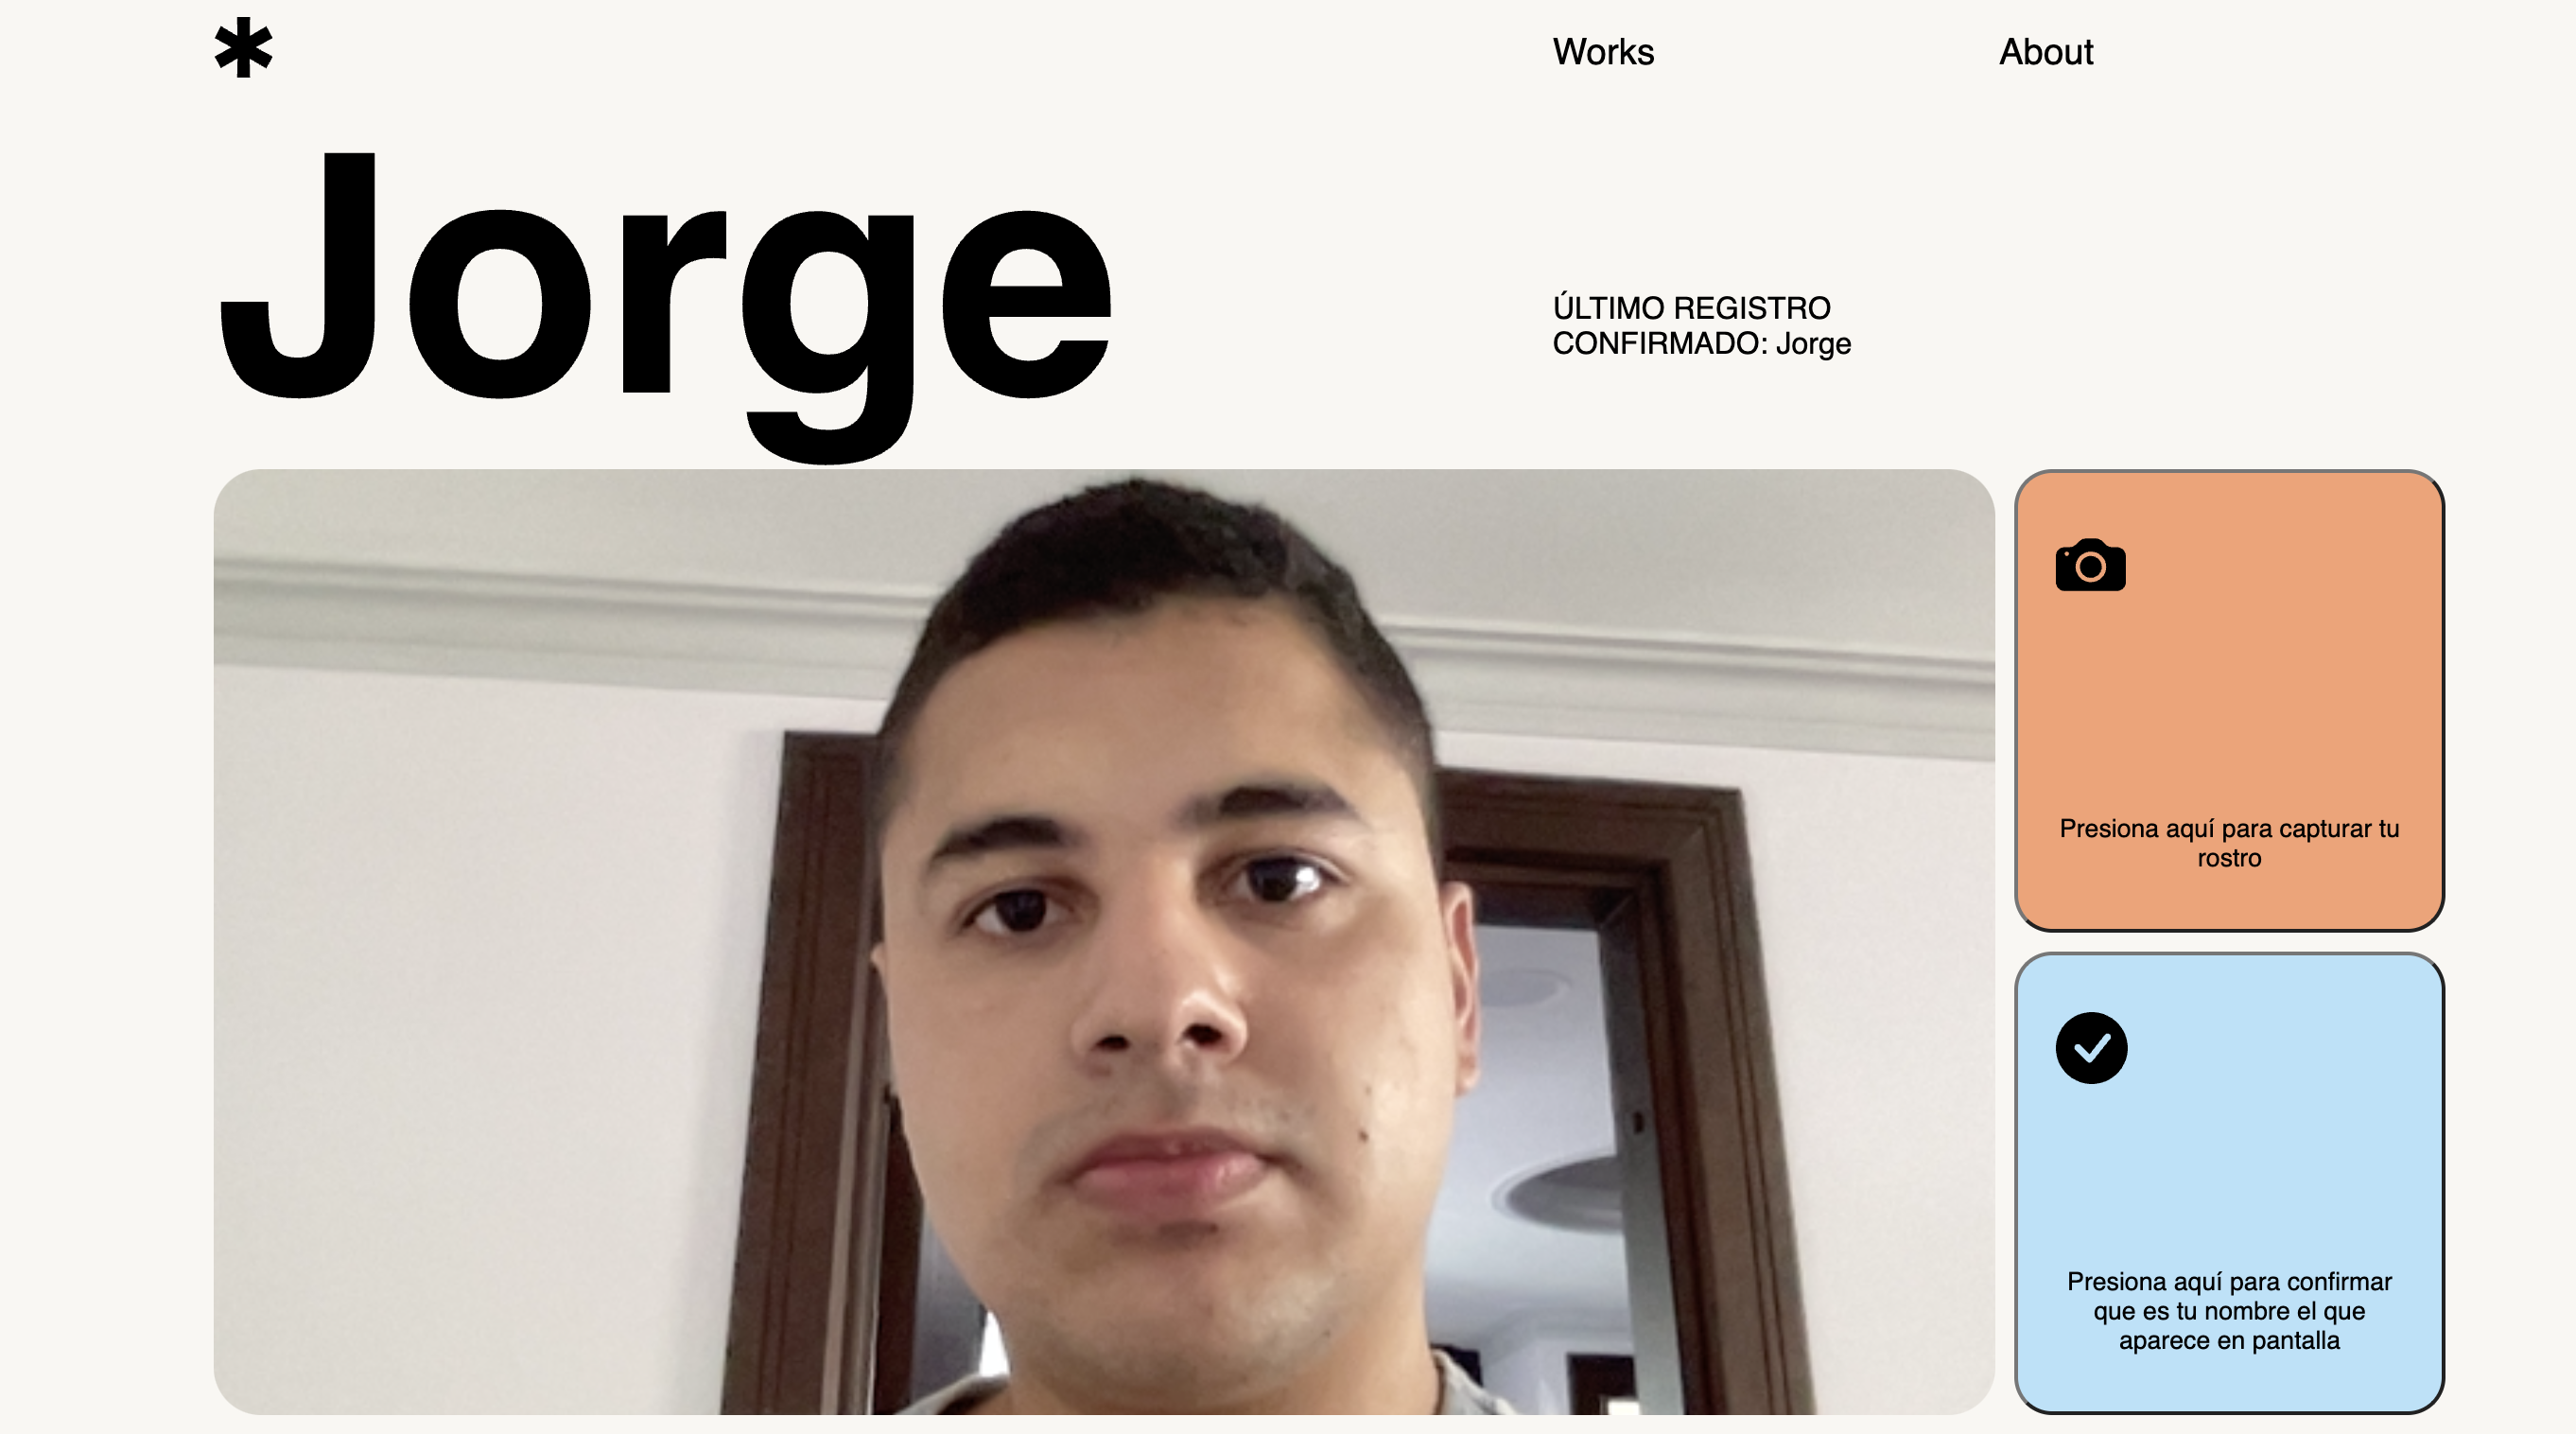 Works
About
Jorge
ÚLTIMO REGISTRO
CONFIRMADO: Jorge
Presiona aquí para capturar tu
rostro
Presiona aquí para confirmar
que es tu nombre el que
aparece en pantalla